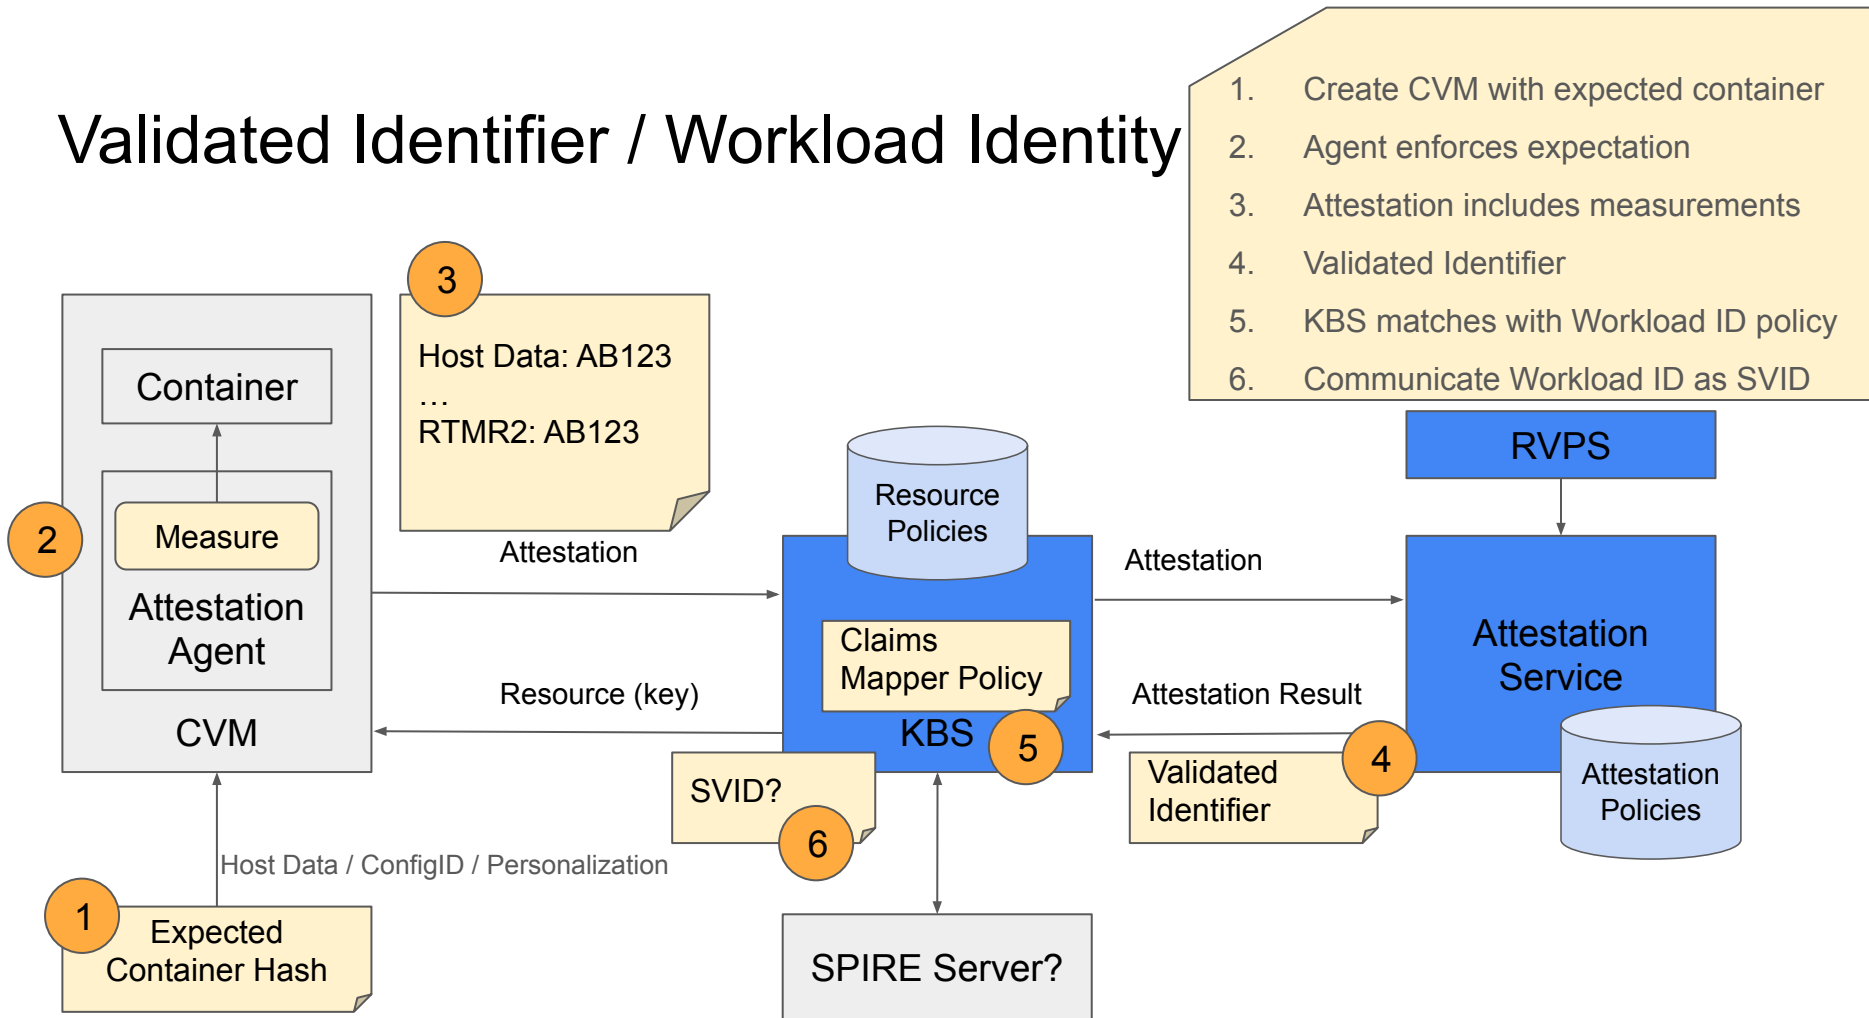 Validated Identifier / Workload Identity
1. Create CVM with expected container
2. Agent enforces expectation
3. Attestation includes measurements
4. Validated Identifier
5. KBS matches with Workload ID policy
6. Communicate Workload ID as SVID
3
Host Data: AB123
…
RTMR2: AB123
Container
2
Measure
Attestation
Agent
CVM
Attestation
Resource (key)
Resource
Policies
Claims
Mapper Policy
KBS
5
SVID?
6
Attestation
Attestation Result
Validated
Identifier
4
RVPS
Attestation
Service
Attestation
Policies
Host Data / ConfigID / Personalization
1
Expected
Container Hash
SPIRE Server?